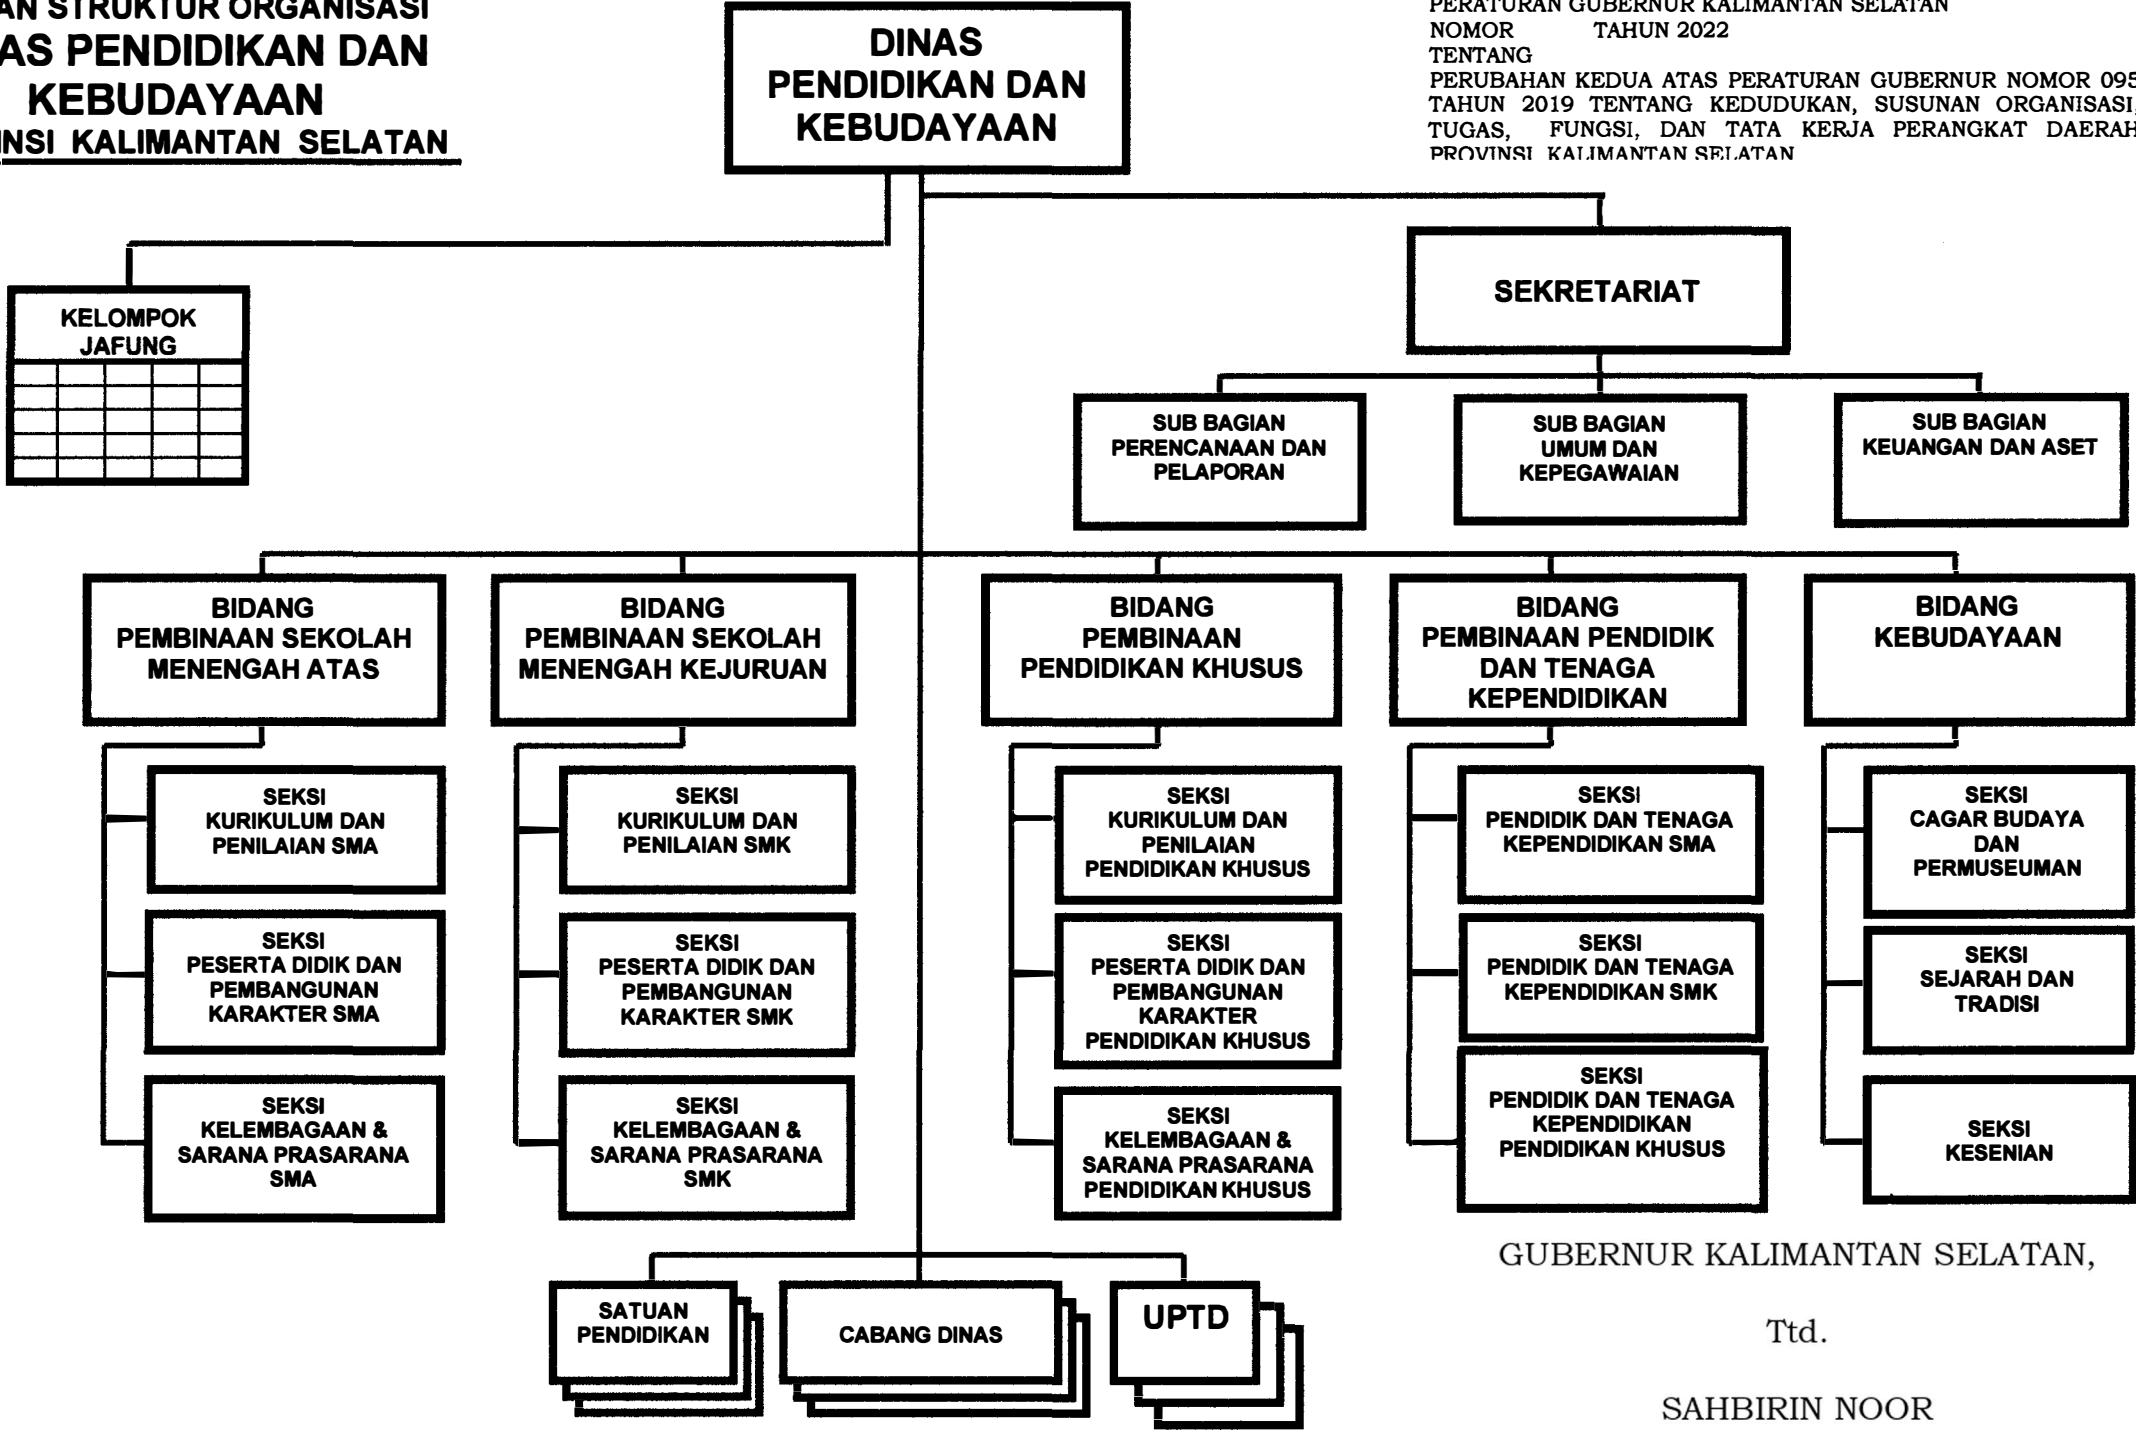 AN STRUKTUR ORGANISASI
AS PENDIDIKAN DAN
KEBUDAYAAN
NSI KALIMANTAN SELATAN
DINAS
PENDIDIKAN DAN
KEBUDAYAAN
PERATURAN GUBERNUR KALIMANTAN SELATAN
NOMOR TAHUN 2022
TENTANG
PERUBAHAN KEDUA ATAS PERATURAN GUBERNUR NOMOR 095
TAHUN 2019 TENTANG KEDUDUKAN, SUSUNAN ORGANISASI,
TUGAS, FUNGSI, DAN TATA KERJA PERANGKAT DAERAH
PROVINSI KALIMANTAN SELATAN
KELOMPOK
JAFUNG
SEKRETARIAT
SUB BAGIAN
PERENCANAAN DAN
PELAPORAN
SUB BAGIAN
UMUM DAN
KEPEGAWAIAN
SUB BAGIAN
KEUANGAN DAN ASET
BIDANG
PEMBINAAN SEKOLAH
MENENGAH ATAS
BIDANG
PEMBINAAN SEKOLAH
MENENGAH KEJURUAN
BIDANG
PEMBINAAN
PENDIDIKAN KHUSUS
BIDANG
PEMBINAAN PENDIDIK
DAN TENAGA
KEPENDIDIKAN
BIDANG
KEBUDAYAAN
SEKSI
KURIKULUM DAN
PENILAIAN SMA
SEKSI
KURIKULUM DAN
PENILAIAN SMK
SEKSI
KURIKULUM DAN
PENILAIAN
PENDIDIKAN KHUSUS
SEKSI
PENDIDIK DAN TENAGA
KEPENDIDIKAN SMA
SEKSI
CAGAR BUDAYA
DAN
PERMUSEUMAN
SEKSI
PESERTA DIDIK DAN
PEMBANGUNAN
KARAKTER SMA
SEKSI
PESERTA DIDIK DAN
PEMBANGUNAN
KARAKTER SMK
SEKSI
PESERTA DIDIK DAN
PEMBANGUNAN
KARAKTER
PENDIDIKAN KHUSUS
SEKSI
PENDIDIK DAN TENAGA
KEPENDIDIKAN SMK
SEKSI
SEJARAH DAN
TRADISI
SEKSI
KELEMBAGAAN &
SARANA PRASARANA
SMA
SEKSI
KELEMBAGAAN &
SARANA PRASARANA
SMK
SEKSI
KELEMBAGAAN &
SARANA PRASARANA
PENDIDIKAN KHUSUS
SEKSI
PENDIDIK DAN TENAGA
KEPENDIDIKAN
PENDIDIKAN KHUSUS
SEKSI
KESENIAN
SATUAN
PENDIDIKAN
CABANG DINAS
UPTD
GUBERNUR KALIMANTAN SELATAN,
Ttd.
SAHBIRIN NOOR